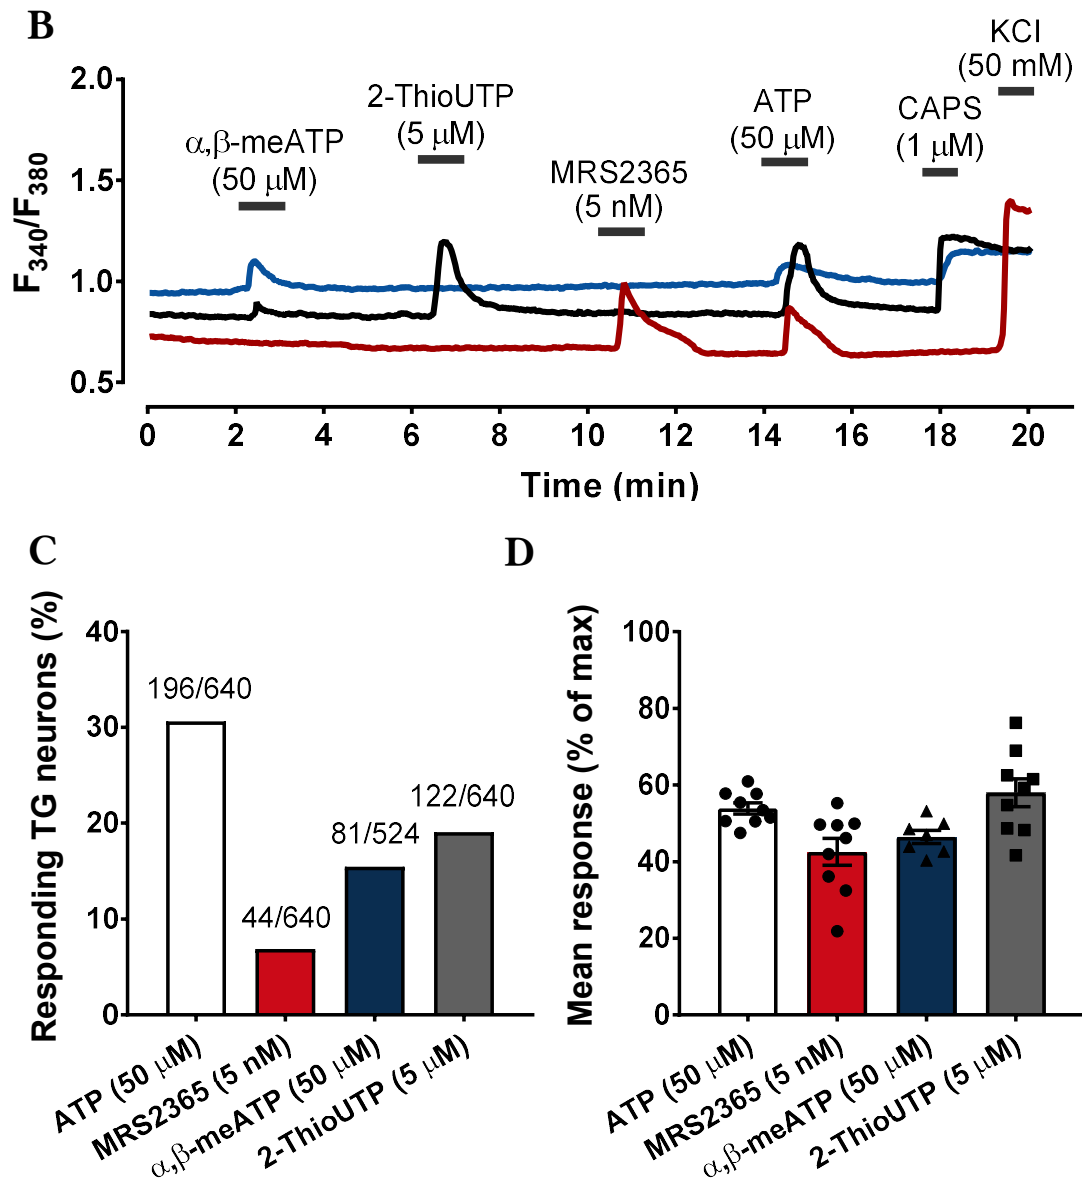 B
KCl
(50 mM)
2-ThioUTP
(5 μM)
ATP
(50 μM)
CAPS
(1 μM)
α,β-meATP
(50 μM)
MRS2365
(5 nM)
F340/F380
2.0
1.5
1.0
0.5
0 2 4 6 8 10 12 14 16 18 20
Time (min)
C
Responding TG neurons (%)
40
30
20
10
0
196/640
44/640
81/524
122/640
ATP (50 μM)
MRS2365 (5 nM)
α,β-meATP (50 μM)
2-ThioUTP (5 μM)
D
Mean response (% of max)
100
80
60
40
20
0
ATP (50 μM)
MRS2365 (5 nM)
α,β-meATP (50 μM)
2-ThioUTP (5 μM)